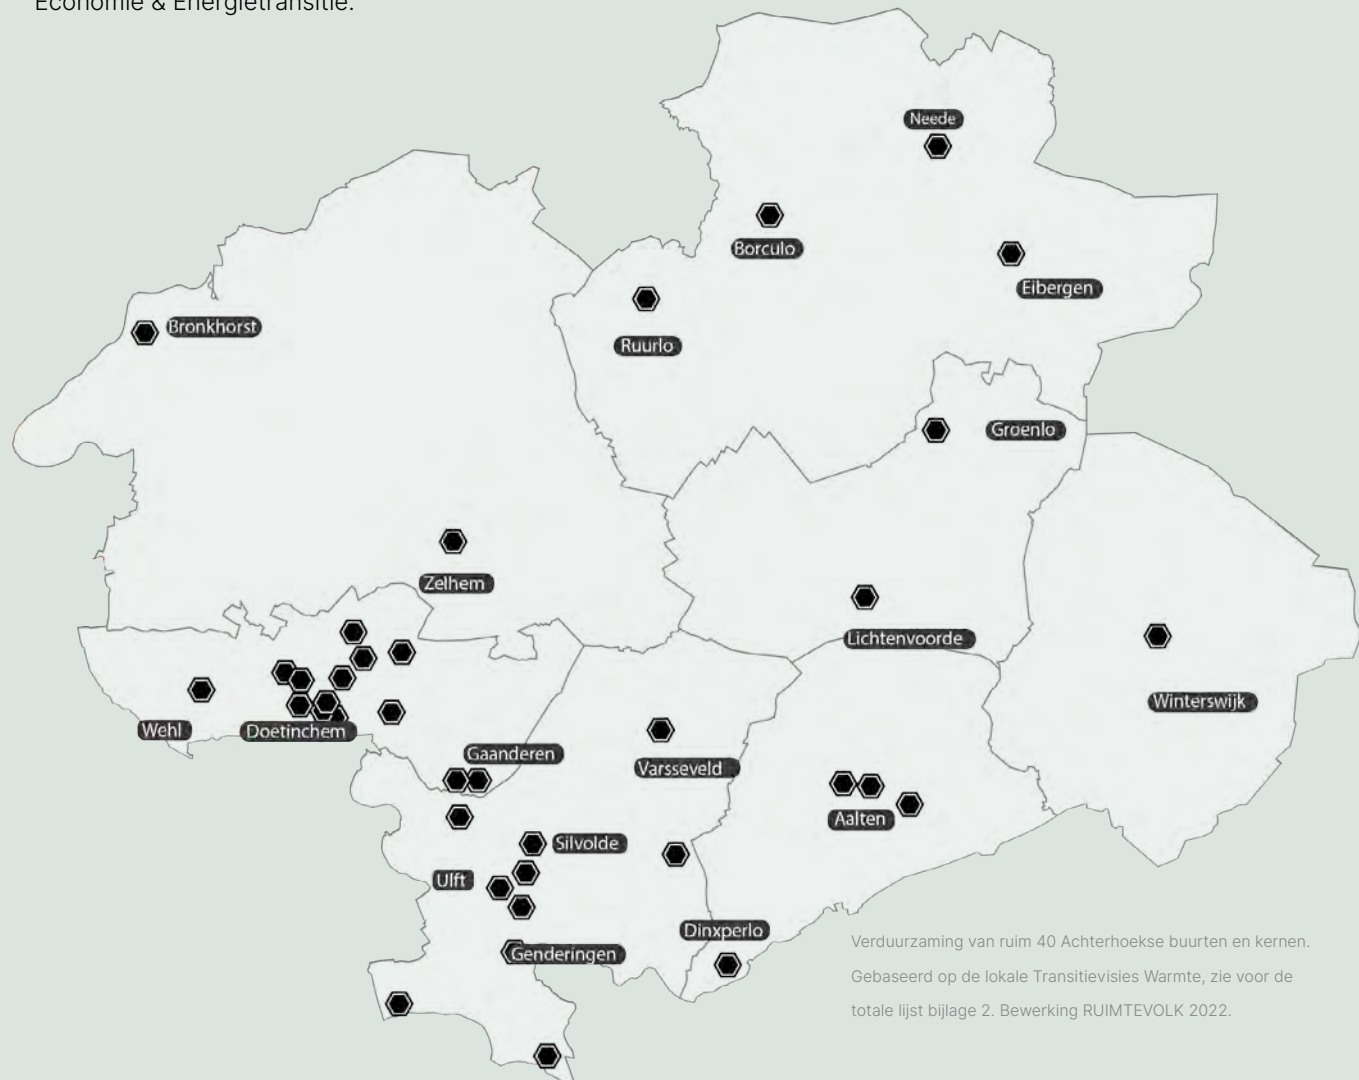 Economie & Energietransitie.
Neede
Borculo
Eibergen
Bronkhorst
Ruurlo
Groenlo
Zelhem
Lichtenvoorde
Winterswijk
Wehl
Doetinchem
Gaanderen
Varsseveld
Aalten
Silvolde
Ulft
Dinxperlo
Genderingen
Verduurzaming van ruim 40 Achterhoekse buurten en kernen.
Gebaseerd op de lokale Transitievisies Warmte, zie voor de
totale lijst bijlage 2. Bewerking RUIMTEVOLK 2022.